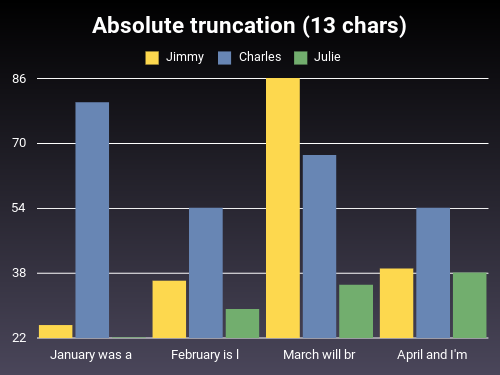 Absolute truncation (13 chars)
Jimmy Charles Julie
86
70
54
38
22
January was a February is l March will br April and I'm